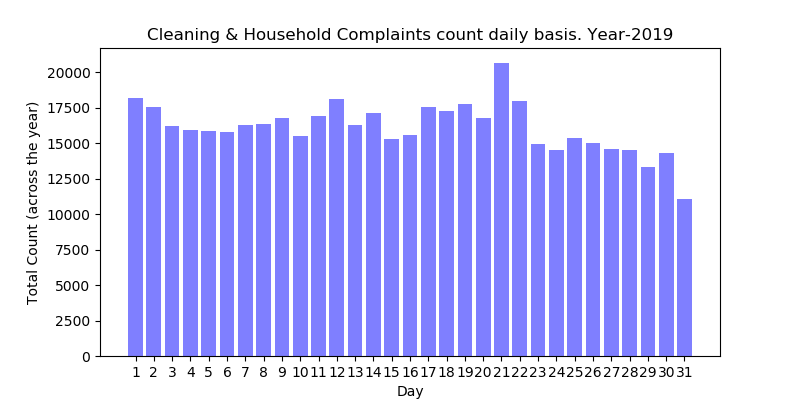 Cleaning & Household Complaints count daily basis. Year-2019
Total Count (across the year)
20000
17500
15000
12500
10000
7500
5000
2500
0
1 2 3 4 5 6 7 8 9 10 11 12 13 14 15 16 17 18 19 20 21 22 23 24 25 26 27 28 29 30 31
Day